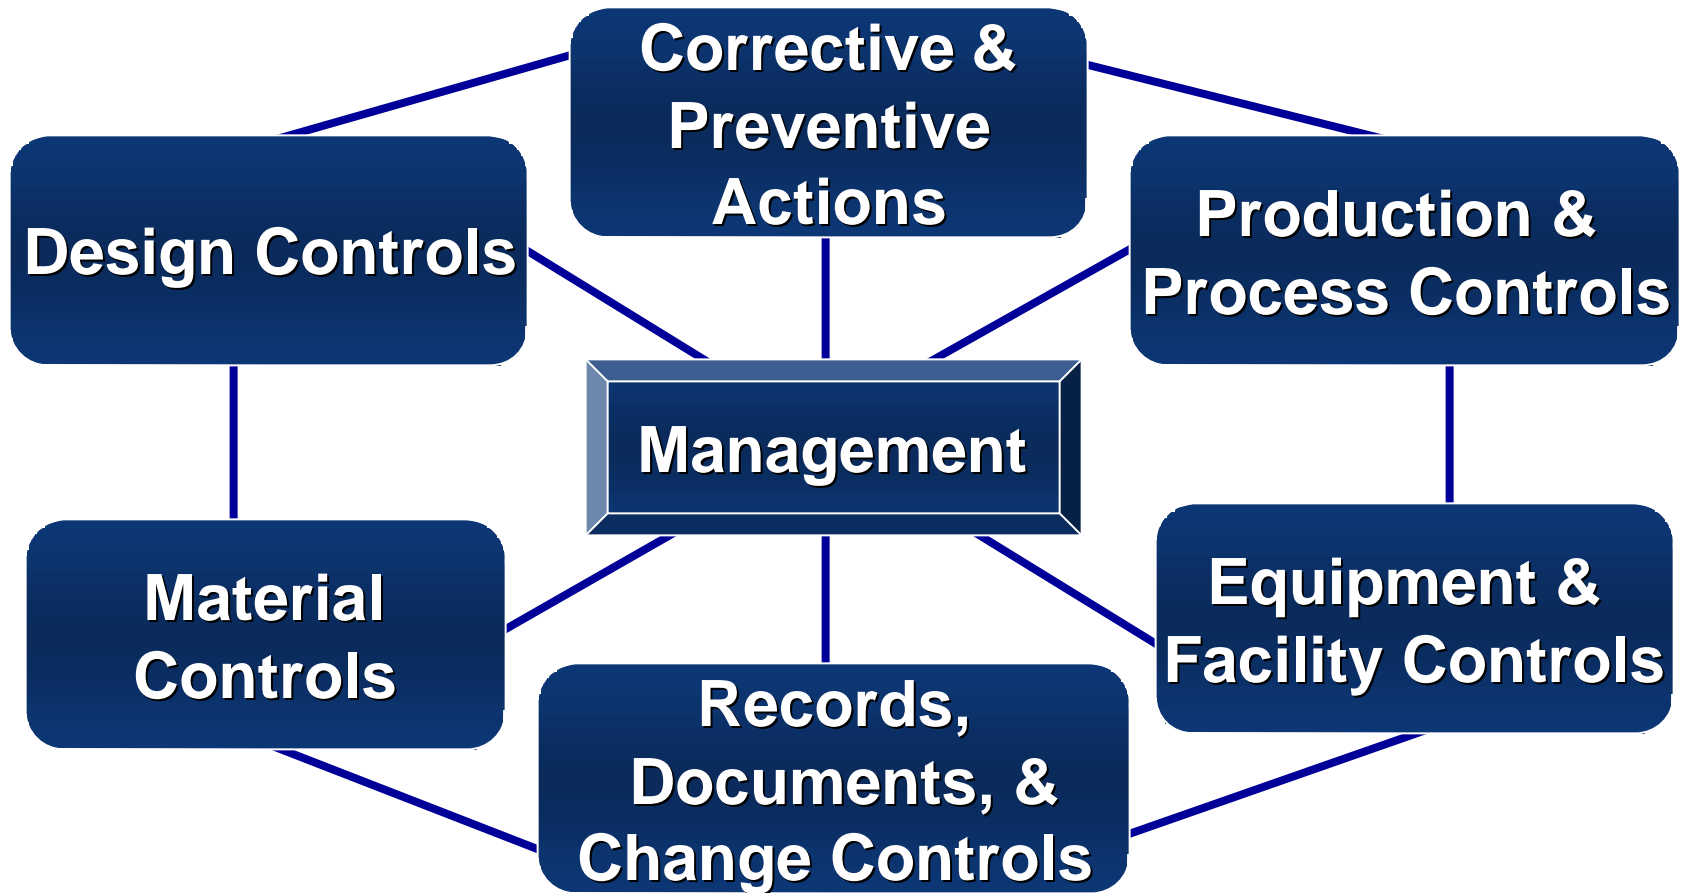 Corrective &
Preventive
Actions
Design Controls
Production &
Process Controls
Management
Material
Controls
Equipment &
Facility Controls
Records,
Documents, &
Change Controls